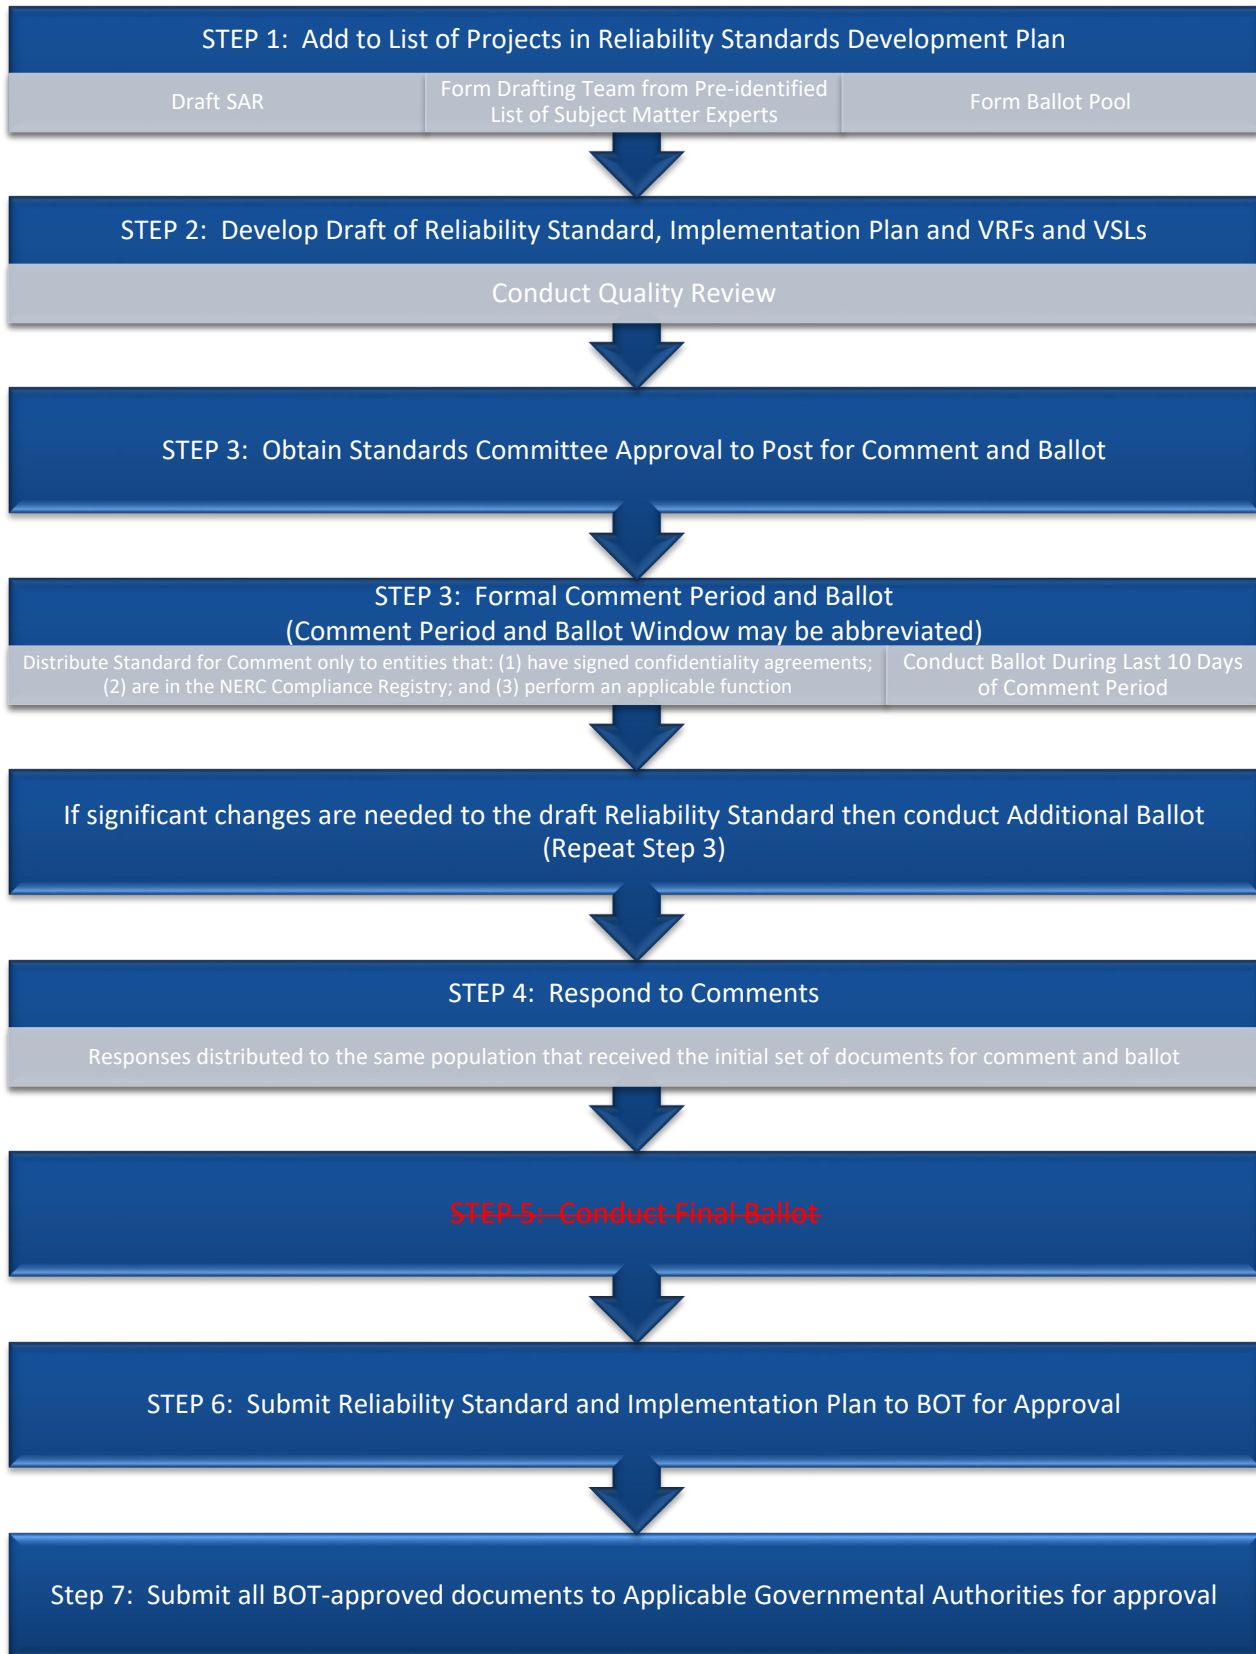 STEP 1:  Add to List of Projects in Reliability Standards Development Plan
Draft SAR
Form Drafting Team from Pre-identified
List of Subject Matter Experts
Form Ballot Pool
STEP 2:  Develop Draft of Reliability Standard, Implementation Plan and VRFs and VSLs
Conduct Quality Review
STEP 3:  Obtain Standards Committee Approval to Post for Comment and Ballot
STEP 3:  Formal Comment Period and Ballot
(Comment Period and Ballot Window may be abbreviated)
Distribute Standard for Comment only to entities that: (1) have signed confidentiality agreements;
(2) are in the NERC Compliance Registry; and (3) perform an applicable function
Conduct Ballot During Last 10 Days
of Comment Period
If significant changes are needed to the draft Reliability Standard then conduct Additional Ballot
(Repeat Step 3)
STEP 4:  Respond to Comments
Responses distributed to the same population that received the initial set of documents for comment and ballot
STEP 5:  Conduct Final Ballot
STEP 6:  Submit Reliability Standard and Implementation Plan to BOT for Approval
Step 7:  Submit all BOT-approved documents to Applicable Governmental Authorities for approval